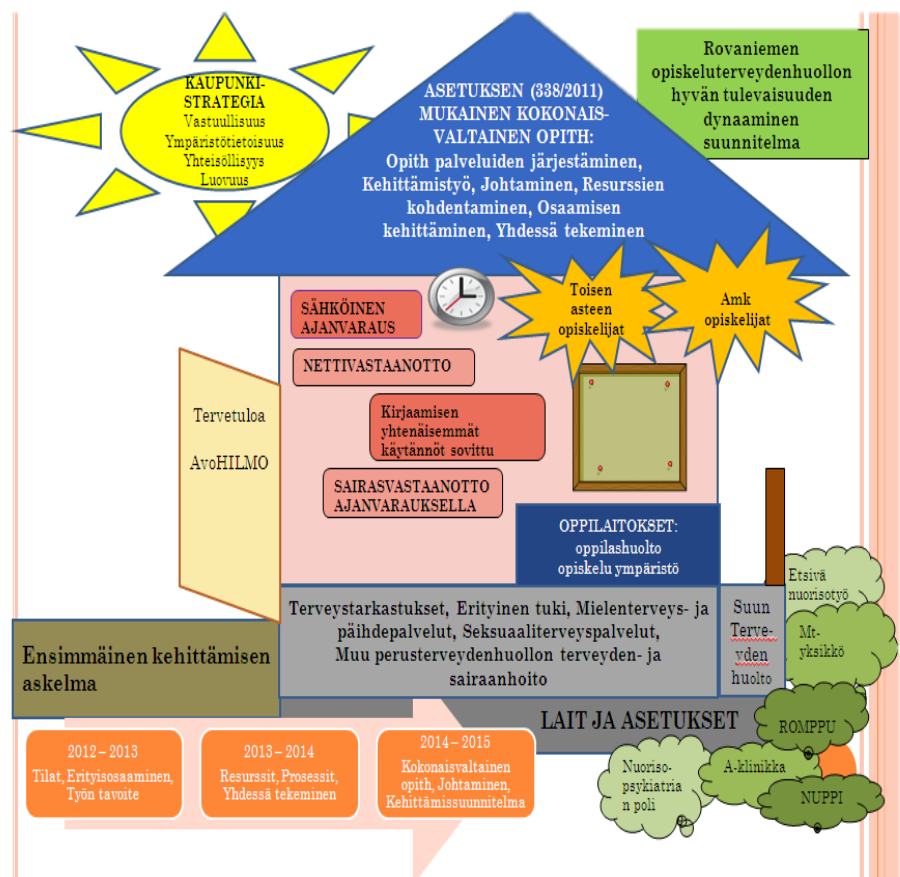 KAUPUNKI-
STRATEGIA
Vastuullisuus
Ympäristötietoisuus
Yhteisöllisyys
Luovuus
ASETUKSEN (338/2011)
MUKAINEN KOKONAIS-
VALTAINEN OPITH:
Opith palveluiden järjestäminen,
Kehittämistyö, Johtaminen, Resurssien
kohdentaminen, Osaamisen
kehittäminen, Yhdessä tekeminen
Rovaniemen
opiskeluterveydenhuollon
hyvän tulevaisuuden
dynaaminen
suunnitelma
Toisen
asteen
opiskelijat
Amk
opiskelijat
SÄHKÖINEN
AJANVARAUS
NETTIVASTAANOTTO
Kirjaamisen
yhtenäisemmät
käytännöt sovittu
SAIRASVASTAANOTTO
AJANVARAUKSELLA
Tervetuloa
AvoHILMO
OPPILAITOKSET:
oppilashuolto
opiskelu ympäristö
Terveystarkastukset, Erityinen tuki, Mielenterveys- ja
päihdepalvelut, Seksuaaliterveyspalvelut,
Muu perusterveydenhuollon terveyden- ja
sairaanhoito
Suun
Terve-
yden
huolto
Etsivä
nuorisotyö
Mt-
yksikkö
Ensimmäinen kehittämisen
askelma
LAIT JA ASETUKSET
ROMPPU
2012 – 2013
Tilat, Erityisosaaminen,
Työn tavoite
2013 – 2014
Resurssit, Prosessit,
Yhdessä tekeminen
2014 – 2015
Kokonaisvaltainen
opith, Johtaminen,
Kehittämissuunnitelma
Nuoriso-
psykiatria
n poli
A-klinikka
NUPPI